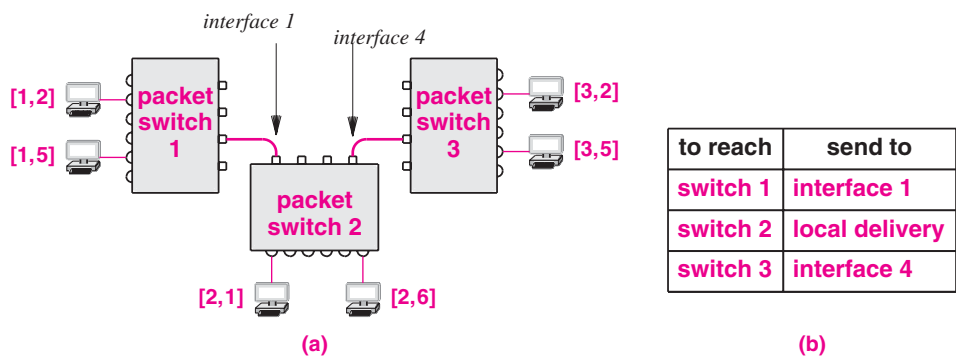 interface 1
interface 4
[1,2]
[1,5]
packet
switch
1
packet
switch
3
[3,2]
[3,5]
packet
switch 2
[2,1]
[2,6]
(a)
to reach send to
switch 1 interface 1
switch 2 local delivery
switch 3 interface 4
(b)